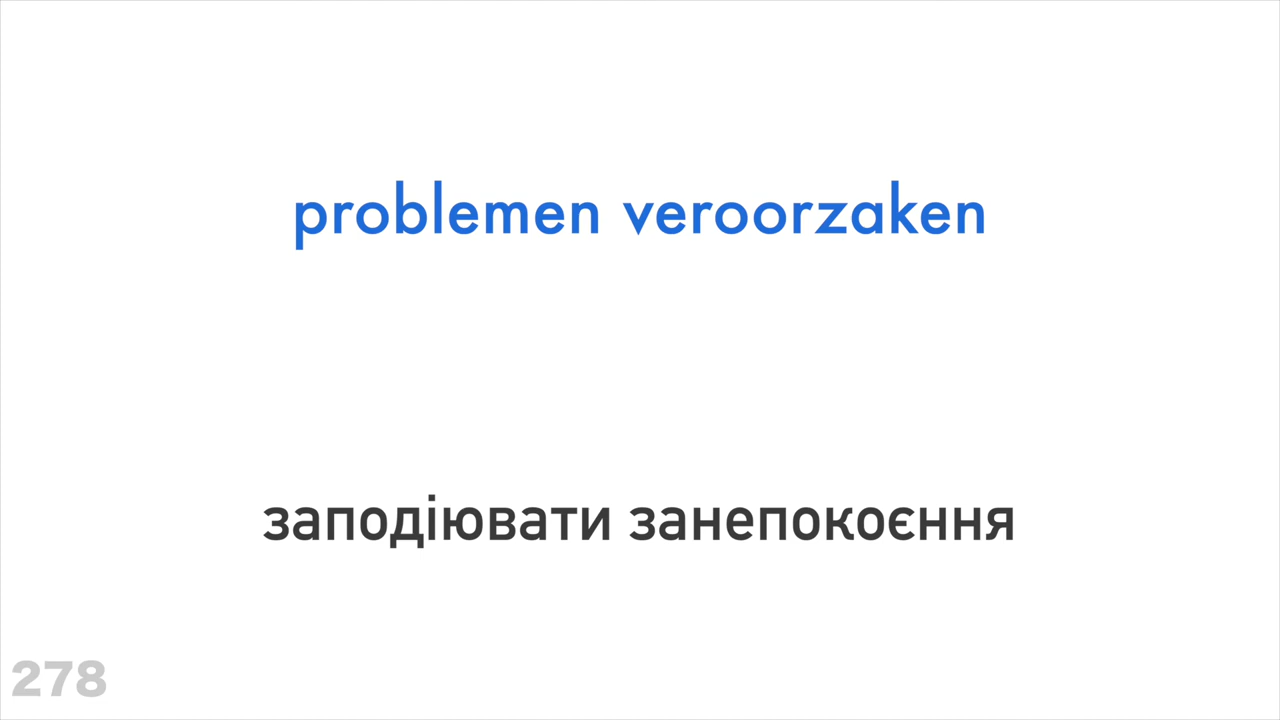 problemen veroorzaken
заподіювати занепокоєння
278